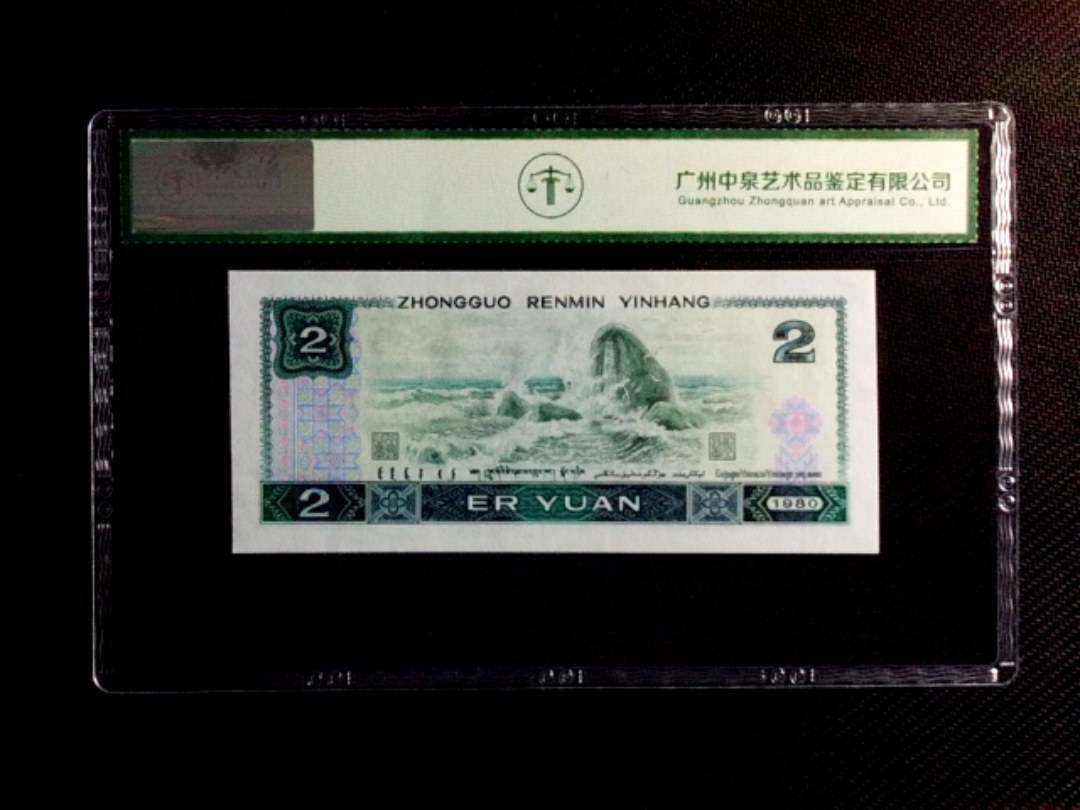 广州中泉艺术品鉴定有限公司
Guangzhou Zhongquan art Appraisal Co., Ltd.
ZHONGGUO RENMIN YINHANG
2
2
2
ER YUAN
1980